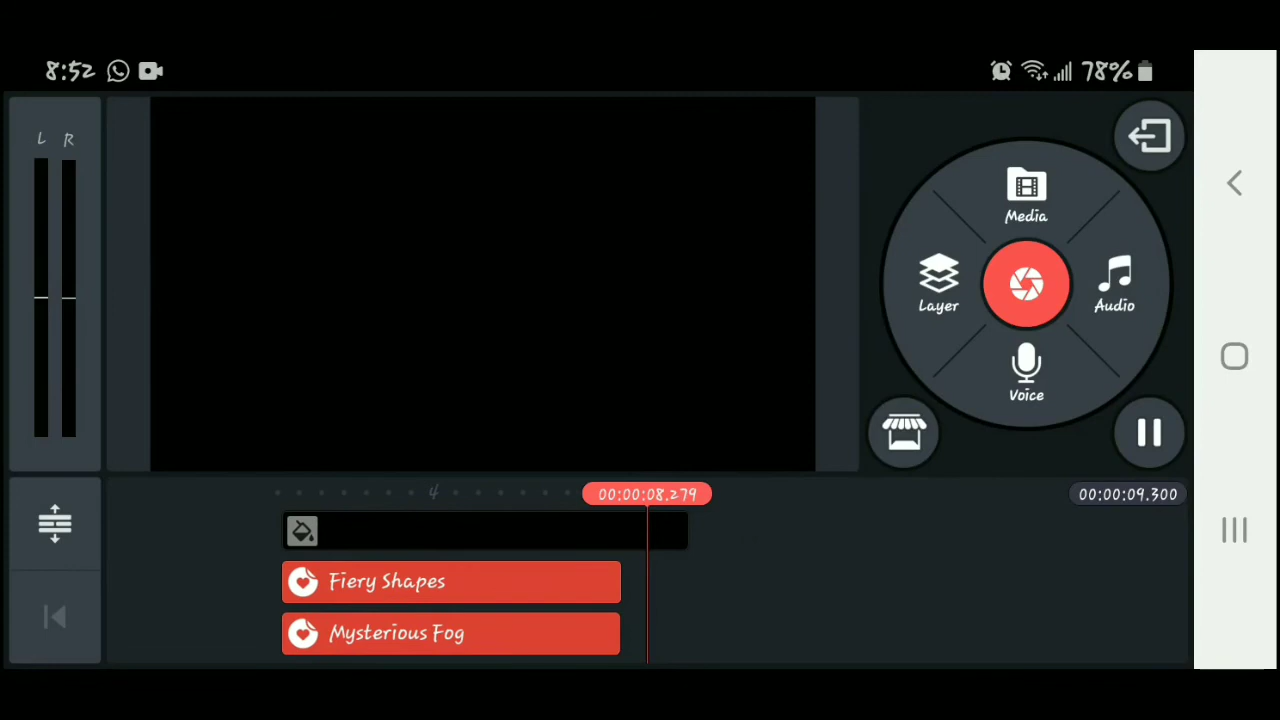 8:52
78%
L R
Media
Layer
Audio
Voice
4
00:00:08.279
00:00:09.300
Fiery Shapes
Mysterious Fog